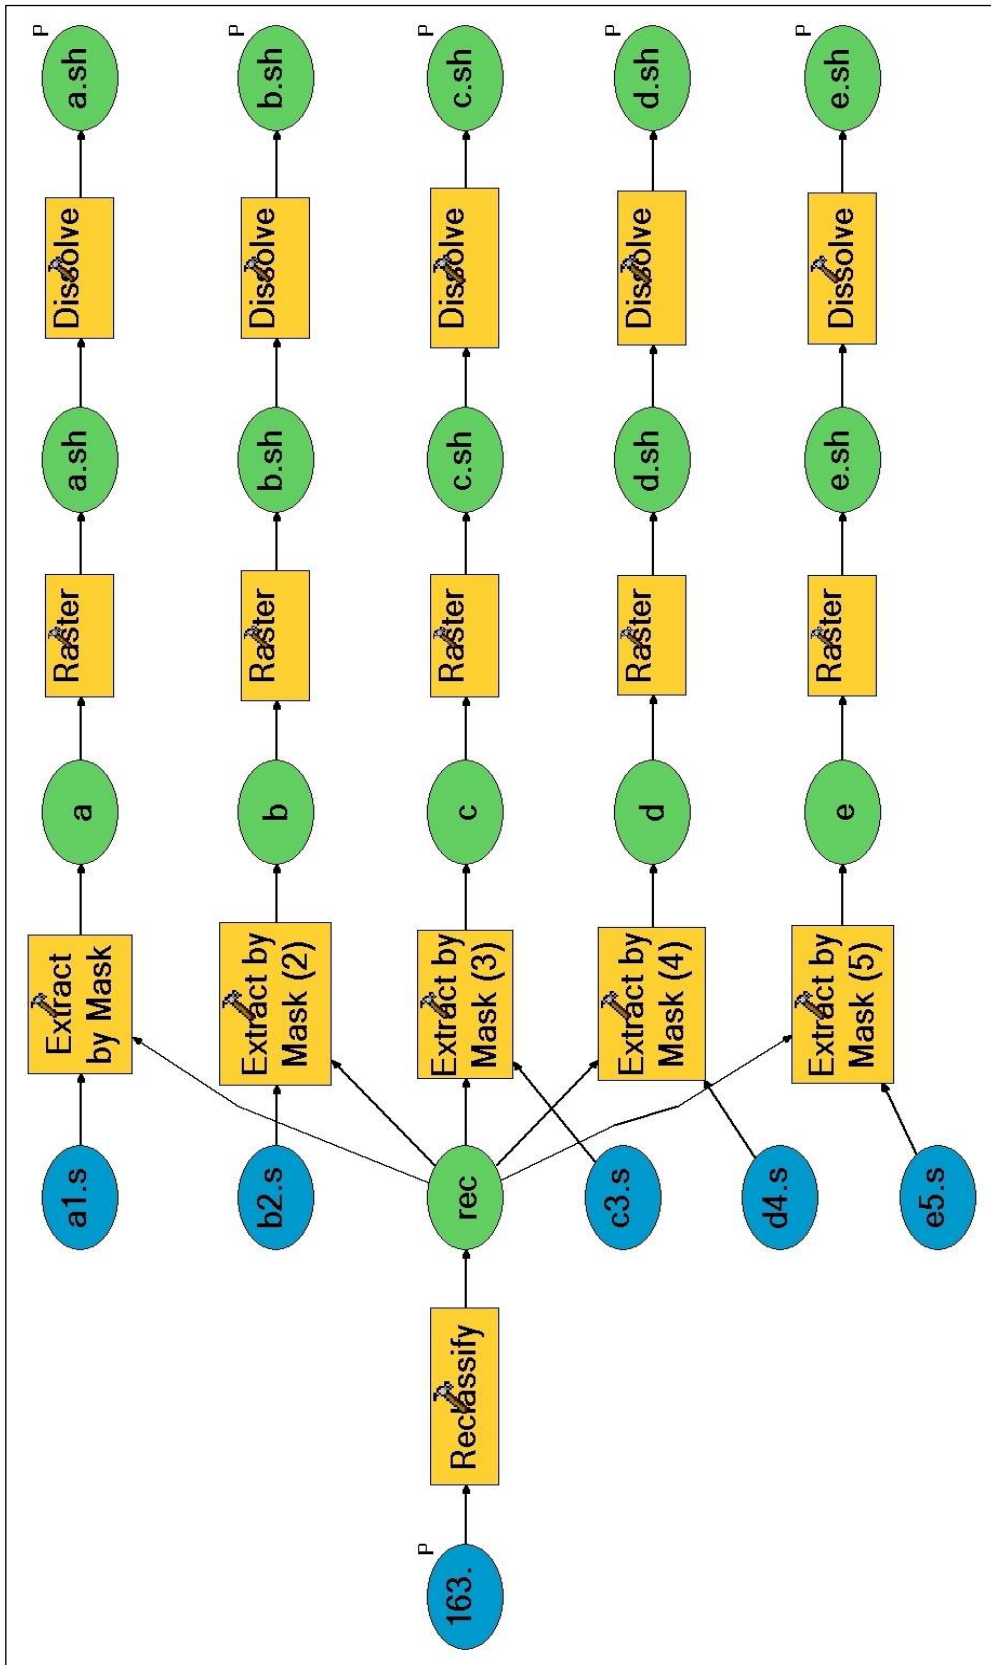 P
a.sh
Dissolve
a.sh
Raster
a
Extract
by Mask
a1.s
P
b.sh
Dissolve
b.sh
Raster
b
Extract by
Mask (2)
b2.s
P
c.sh
Dissolve
c.sh
Raster
c
Extract by
Mask (3)
rec
Reclassify
P
163.
c3.s
P
d.sh
Dissolve
d.sh
Raster
d
Extract by
Mask (4)
d4.s
P
e.sh
Dissolve
e.sh
Raster
e
Extract by
Mask (5)
e5.s